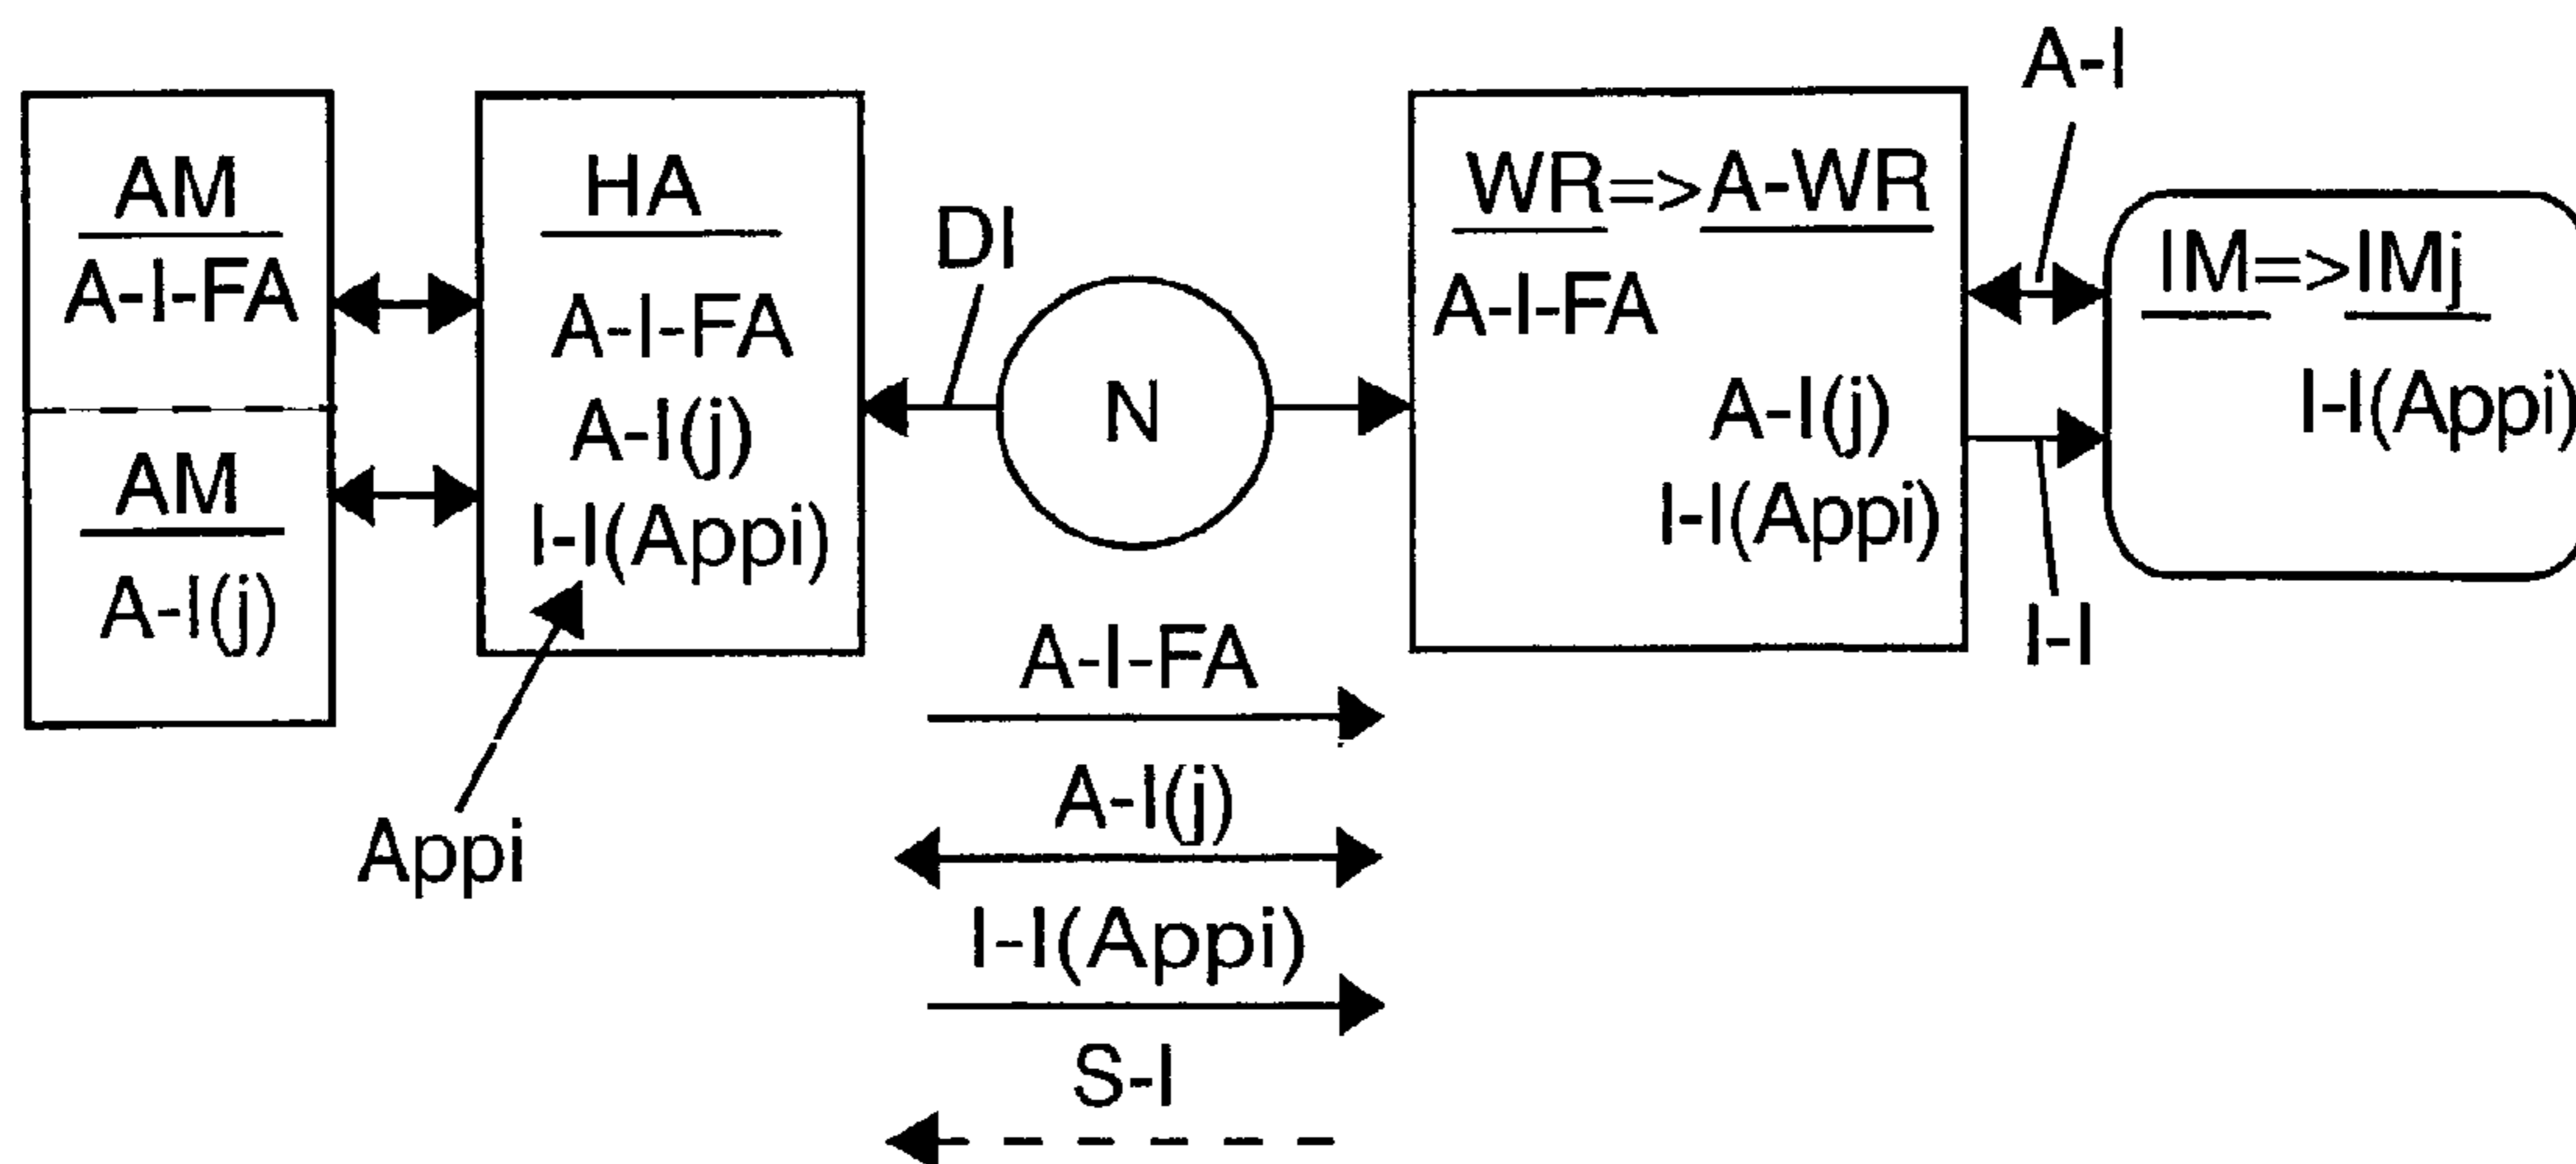 AM
A-I-FA
AM
A-I(j)
HA
A-I-FA
A-I(j)
I-I(Appi)
Appi
DI
N
A-I-FA
A-I(j)
I-I(Appi)
S-I
WR=>A-WR
A-I-FA
A-I(j)
I-I(Appi)
A-I
I-I
IM=>IMj
I-I(Appi)